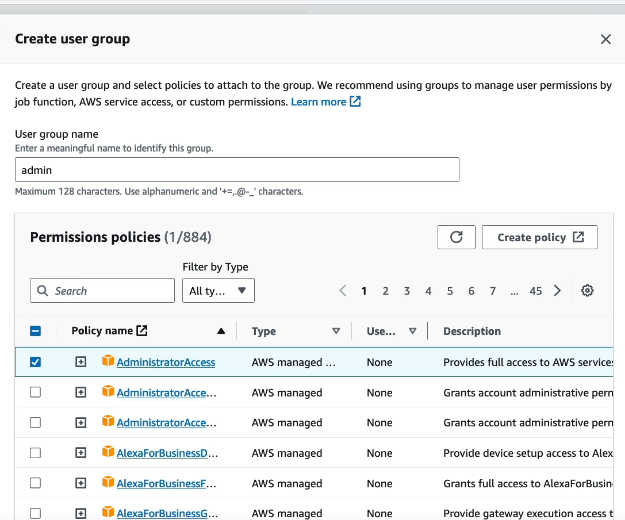 Create user group
Create a user group and select policies to attach to the group. We recommend using groups to manage user permissions by
job function, AWS service access, or custom permissions. Learn more
User group name
Enter a meaningful name to identify this group.
admin
Maximum 128 characters. Use alphanumeric and '+=,.@-_' characters.
Permissions policies (1/884)
Create policy
Filter by Type
Search
All ty...
1 2 3 4 5 6 7 ... 45
Policy name Type Use... Description
AdministratorAccess AWS managed ... None Provides full access to AWS services
AdministratorAcce... AWS managed None Grants account administrative perm
AdministratorAcce... AWS managed None Grants account administrative perm
AlexaForBusinessD... AWS managed None Provide device setup access to Alex
AlexaForBusinessF... AWS managed None Grants full access to AlexaForBusin
AlexaForBusinessG... AWS managed None Provide gateway execution access t